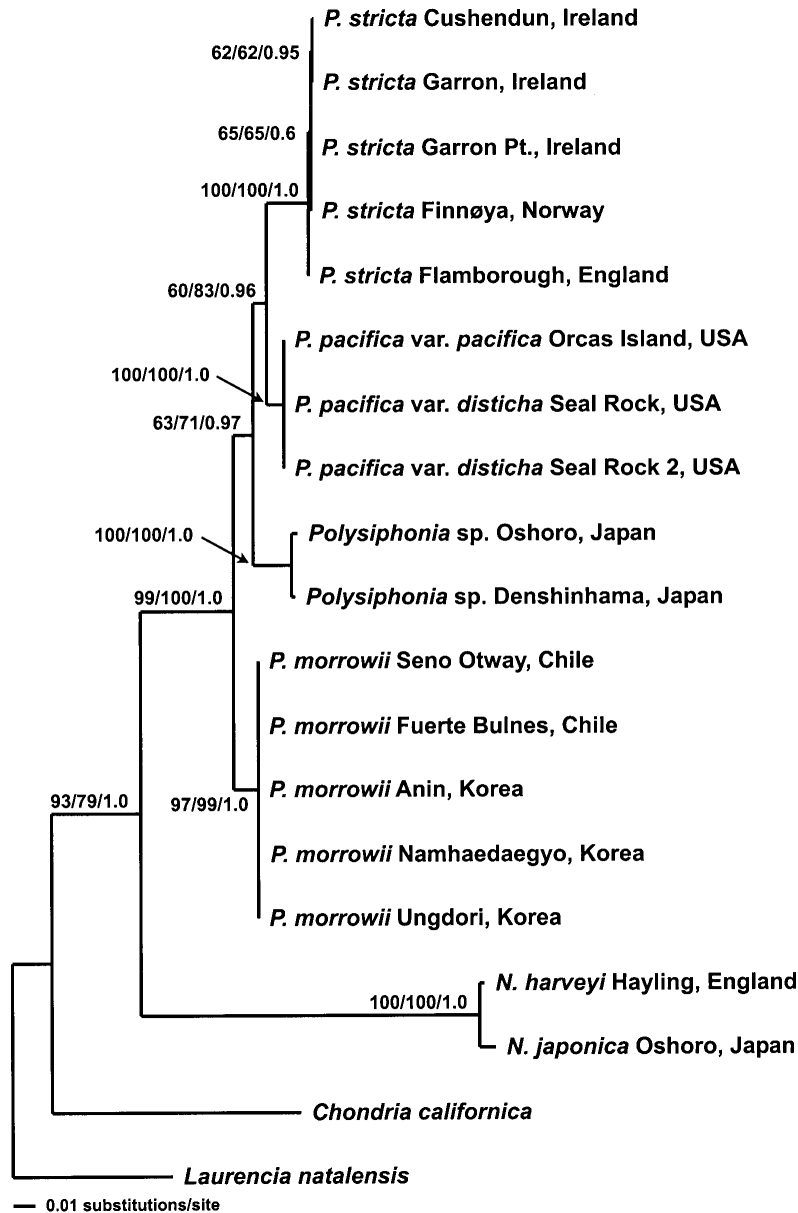 P. stricta Cushendun, Ireland
62/62/0.95
P. stricta Garron, Ireland
65/65/0.6
P. stricta Garron Pt., Ireland
100/100/1.0
P. stricta Finnøya, Norway
P. stricta Flamborough, England
60/83/0.96
P. pacifica var. pacifica Orcas Island, USA
100/100/1.0
P. pacifica var. disticha Seal Rock, USA
63/71/0.97
P. pacifica var. disticha Seal Rock 2, USA
100/100/1.0
Polysiphonia sp. Oshoro, Japan
99/100/1.0
Polysiphonia sp. Denshinhama, Japan
P. morrowii Seno Otway, Chile
P. morrowii Fuerte Bulnes, Chile
P. morrowii Anin, Korea
93/79/1.0
97/99/1.0
P. morrowii Namhaedaegyo, Korea
P. morrowii Ungdori, Korea
N. harveyi Hayling, England
100/100/1.0
N. japonica Oshoro, Japan
Chondria californica
Laurencia natalensis
0.01 substitutions/site